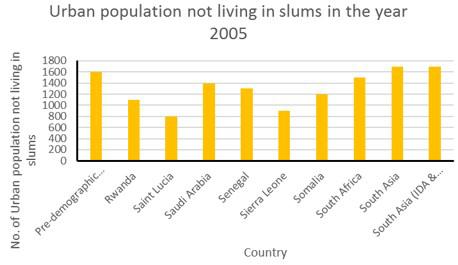 Urban population not living in slums in the year
2005
No. of Urban population not living in
slums
1800
1600
1400
1200
1000
800
600
400
200
0
Pre-demographic...
Rwanda
Saint Lucia
Saudi Arabia
Senegal
Sierra Leone
Somalia
South Africa
South Asia
South Asia (IDA &...
Country